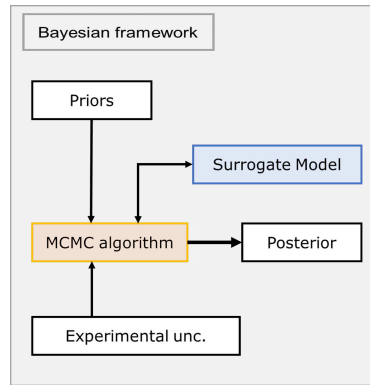 Bayesian framework
Priors
Surrogate Model
MCMC algorithm
Posterior
Experimental unc.